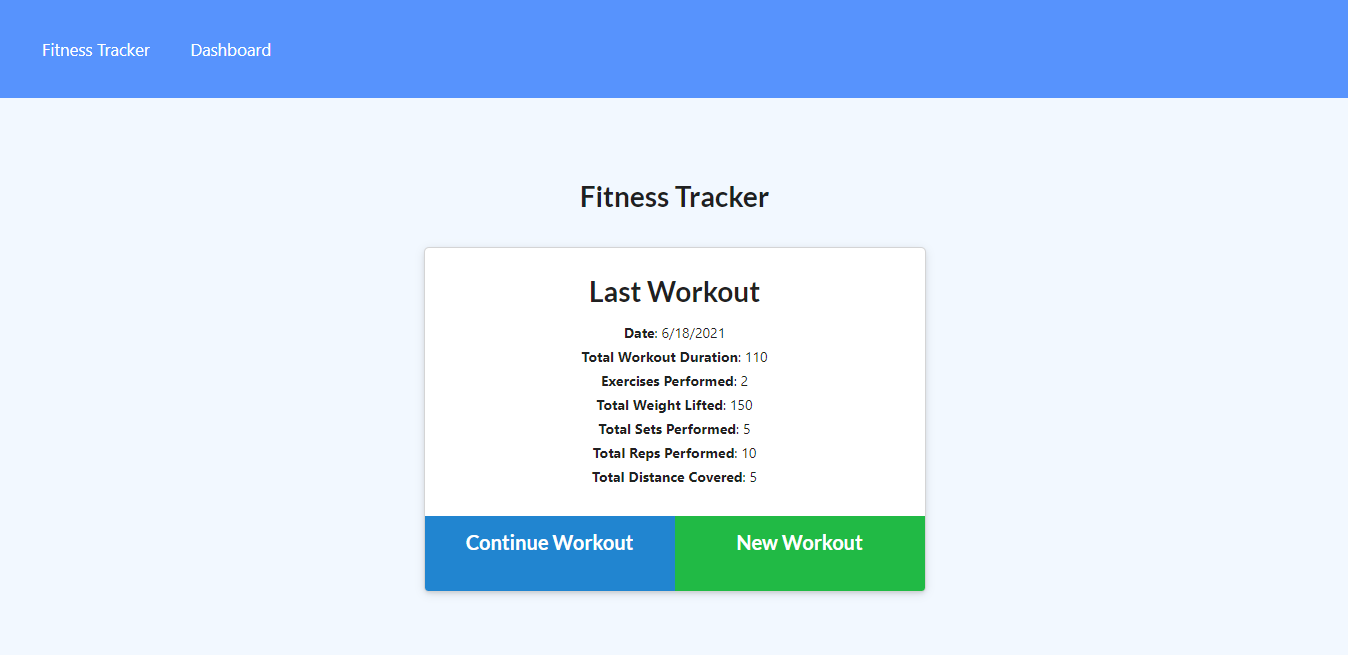 Fitness Tracker Dashboard
Fitness Tracker
Last Workout
Date: 6/18/2021
Total Workout Duration: 110
Exercises Performed: 2
Total Weight Lifted: 150
Total Sets Performed: 5
Total Reps Performed: 10
Total Distance Covered: 5
Continue Workout New Workout